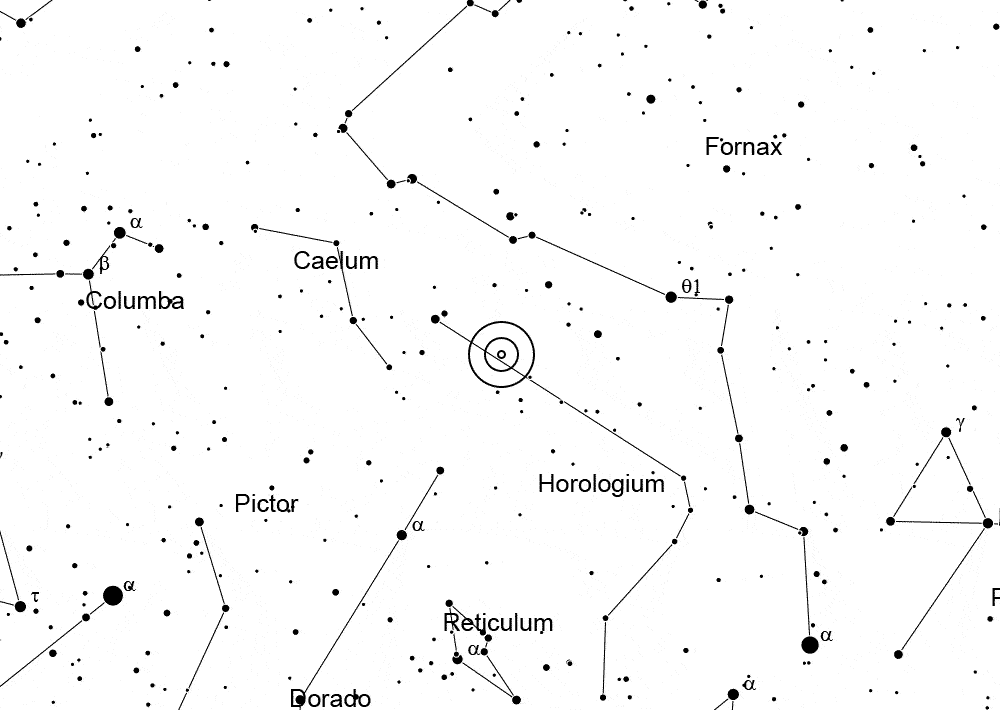 Fornax
α
β
Caelum
θ1
Columba
γ
Horologium
Pictor
α
τ
α
Reticulum
α
α
α
Dorado